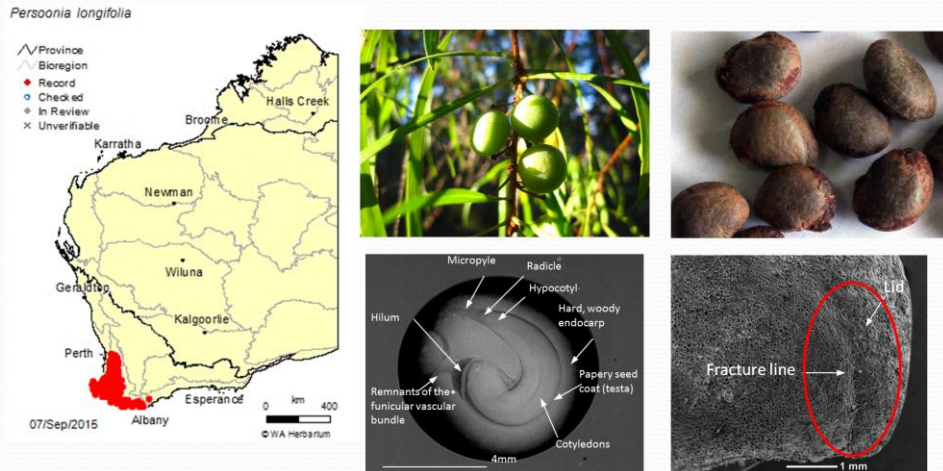 Persoonia longifolia
Province
Bioregion
Record
Checked
In Review
Unverifiable
Halls Creek
Broome
Karratha
Newman
Wiluna
Geraldton
Kalgoorlie
Perth
Esperance
Albany
0 km 400
07/Sep/2015
© WA Herbarium
Micropyle
Radicle
Hypocotyl
Hard, woody
endocarp
Hilum
Papery seed
coat (testa)
Remnants of the
funicular vascular
bundle
Cotyledons
4mm
Lid
Fracture line
1 mm